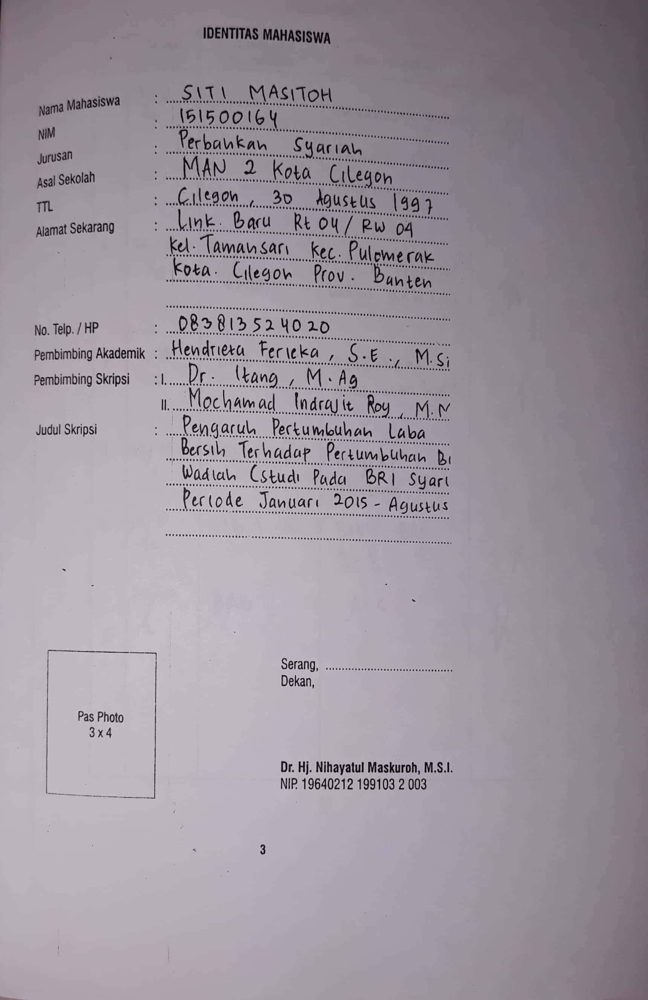 IDENTITAS MAHASISWA
Nama Mahasiswa : SITI MASITOH
NIM : 151500164
Jurusan : Perbankan Syariah
Asal Sekolah : MAN 2 Kota Cilegon
TTL : Cilegon, 30 Agustus 1997
Alamat Sekarang : Link. Baru Rt 04 / RW 04
Kel. Tamansari Kec. Pulomerak
Kota. Cilegon Prov. Banten
No. Telp. / HP : 083813524020
Pembimbing Akademik : Hendrieta Ferieka, S.E., M.Si
Pembimbing Skripsi : I. Dr. Itang, M.Ag
II. Mochamad Indrajit Roy, M.M
Judul Skripsi : Pengaruh Pertumbuhan Laba
Bersih Terhadap Pertumbuhan
Wadiah (Studi Pada BRI Syari
Periode Januari 2015 - Agustus
Pas Photo
3 x 4
Serang,
Dekan,
Dr. Hj. Nihayatul Maskuroh, M.S.I.
NIP. 19640212 199103 2 003
3